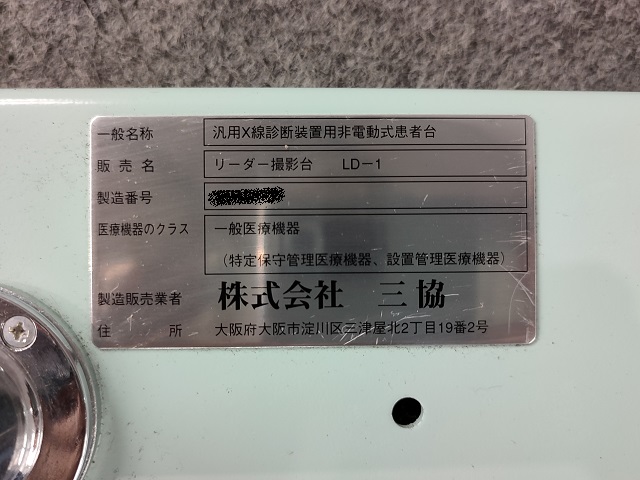 一般名称 汎用X線診断装置用非電動式患者台
販売名 リーダー撮影台 LD-1
製造番号
医療機器のクラス 一般医療機器
(特定保守管理医療機器、設置管理医療機器)
製造販売業者 株式会社 三協
住所 大阪府大阪市淀川区三津屋北2丁目19番2号